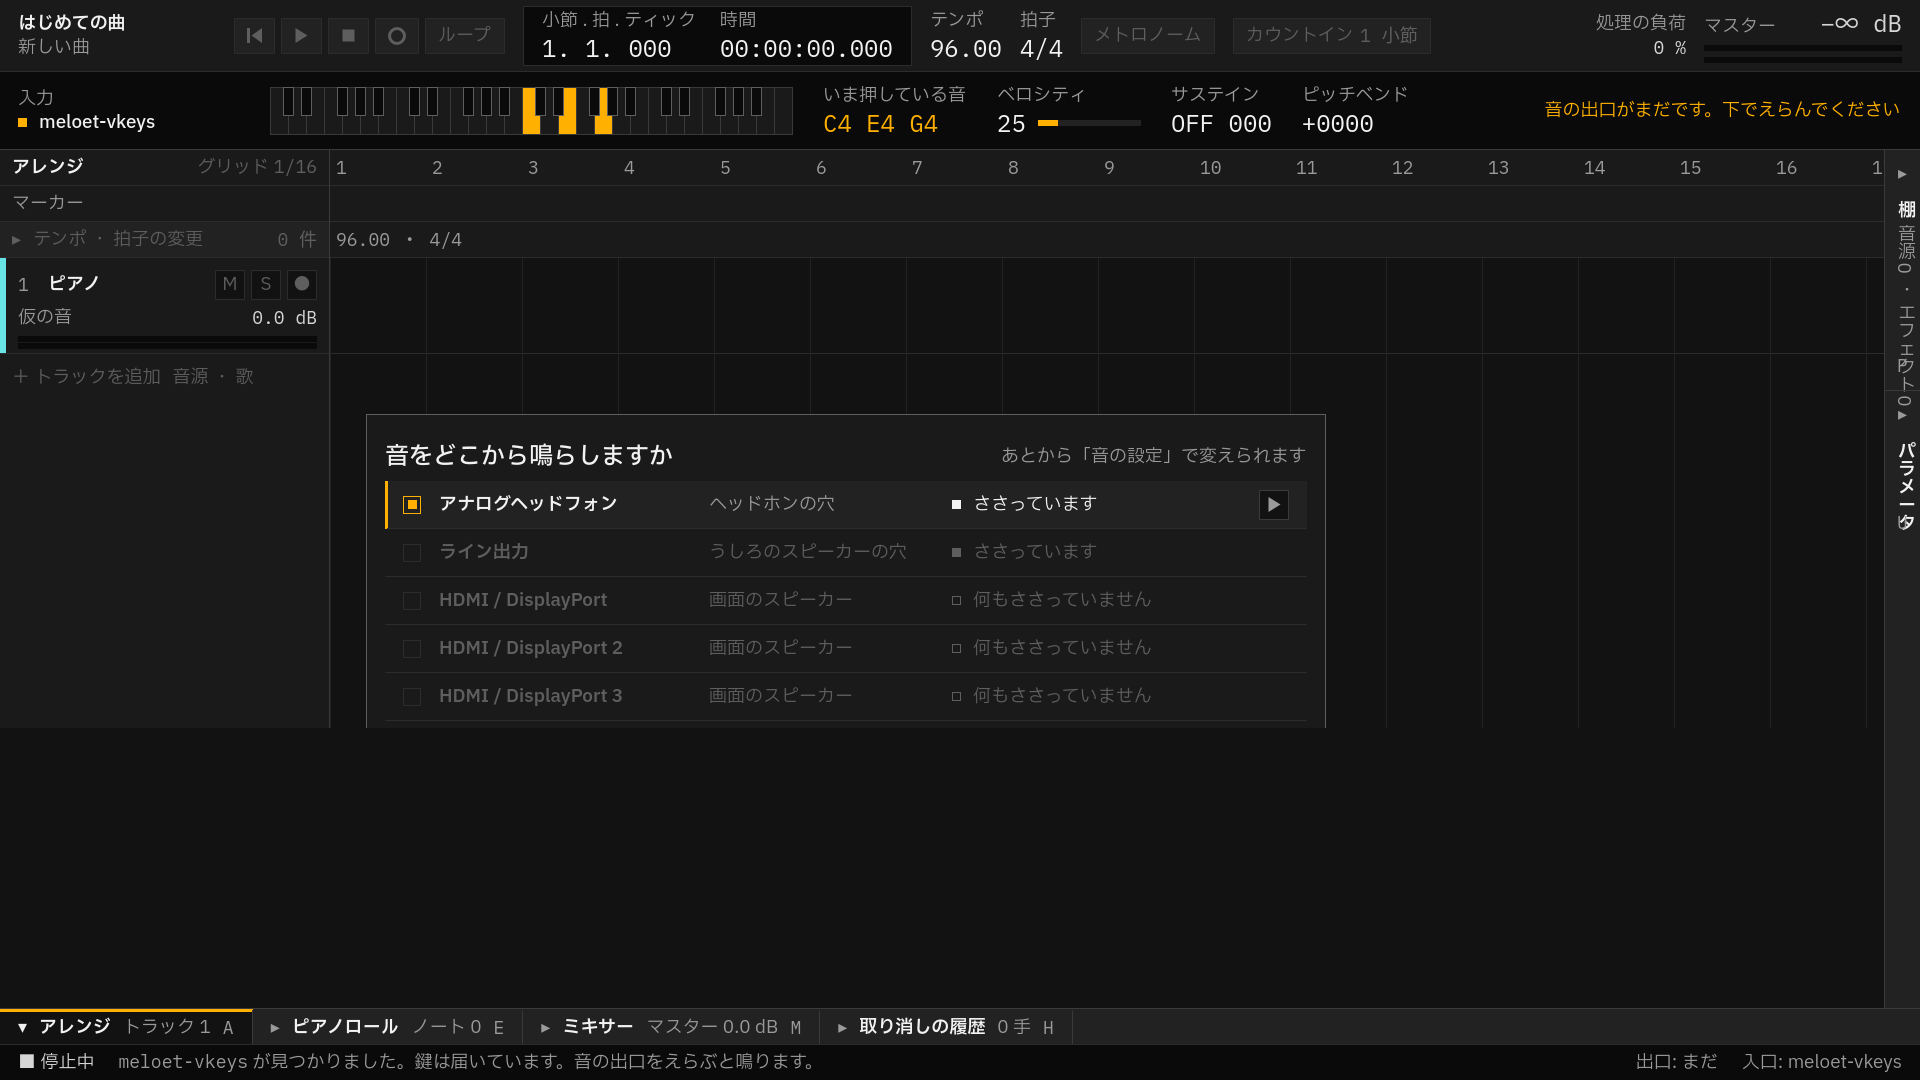 はじめての曲
新しい曲
ループ
小節 . 拍 . ティック 時間
1. 1. 000 00:00:00.000
テンポ 拍子
96.00 4/4
メトロノーム
カウントイン 1 小節
処理の負荷
0 %
マスター −∞ dB
入力
meloet-vkeys
いま押している音
C4 E4 G4
ベロシティ
25
サステイン
OFF 000
ピッチベンド
+0000
音の出口がまだです。下でえらんでください
アレンジ グリッド 1/16
1 2 3 4 5 6 7 8 9 10 11 12 13 14 15 16 1
マーカー
▸ テンポ · 拍子の変更 0 件
96.00 · 4/4
1 ピアノ M S
仮の音 0.0 dB
＋ トラックを追加 音源 · 歌
音をどこから鳴らしますか あとから「音の設定」で変えられます
アナログヘッドフォン ヘッドホンの穴 ささっています
ライン出力 うしろのスピーカーの穴 ささっています
HDMI / DisplayPort 画面のスピーカー 何もささっていません
HDMI / DisplayPort 2 画面のスピーカー 何もささっていません
HDMI / DisplayPort 3 画面のスピーカー 何もささっていません
棚 音源 0 · エフェクト 0
パラメータ
▾ アレンジ トラック 1 A
▸ ピアノロール ノート 0 E
▸ ミキサー マスター 0.0 dB M
▸ 取り消しの履歴 0 手 H
停止中 meloet-vkeys が見つかりました。鍵は届いています。音の出口をえらぶと鳴ります。
出口: まだ 入口: meloet-vkeys